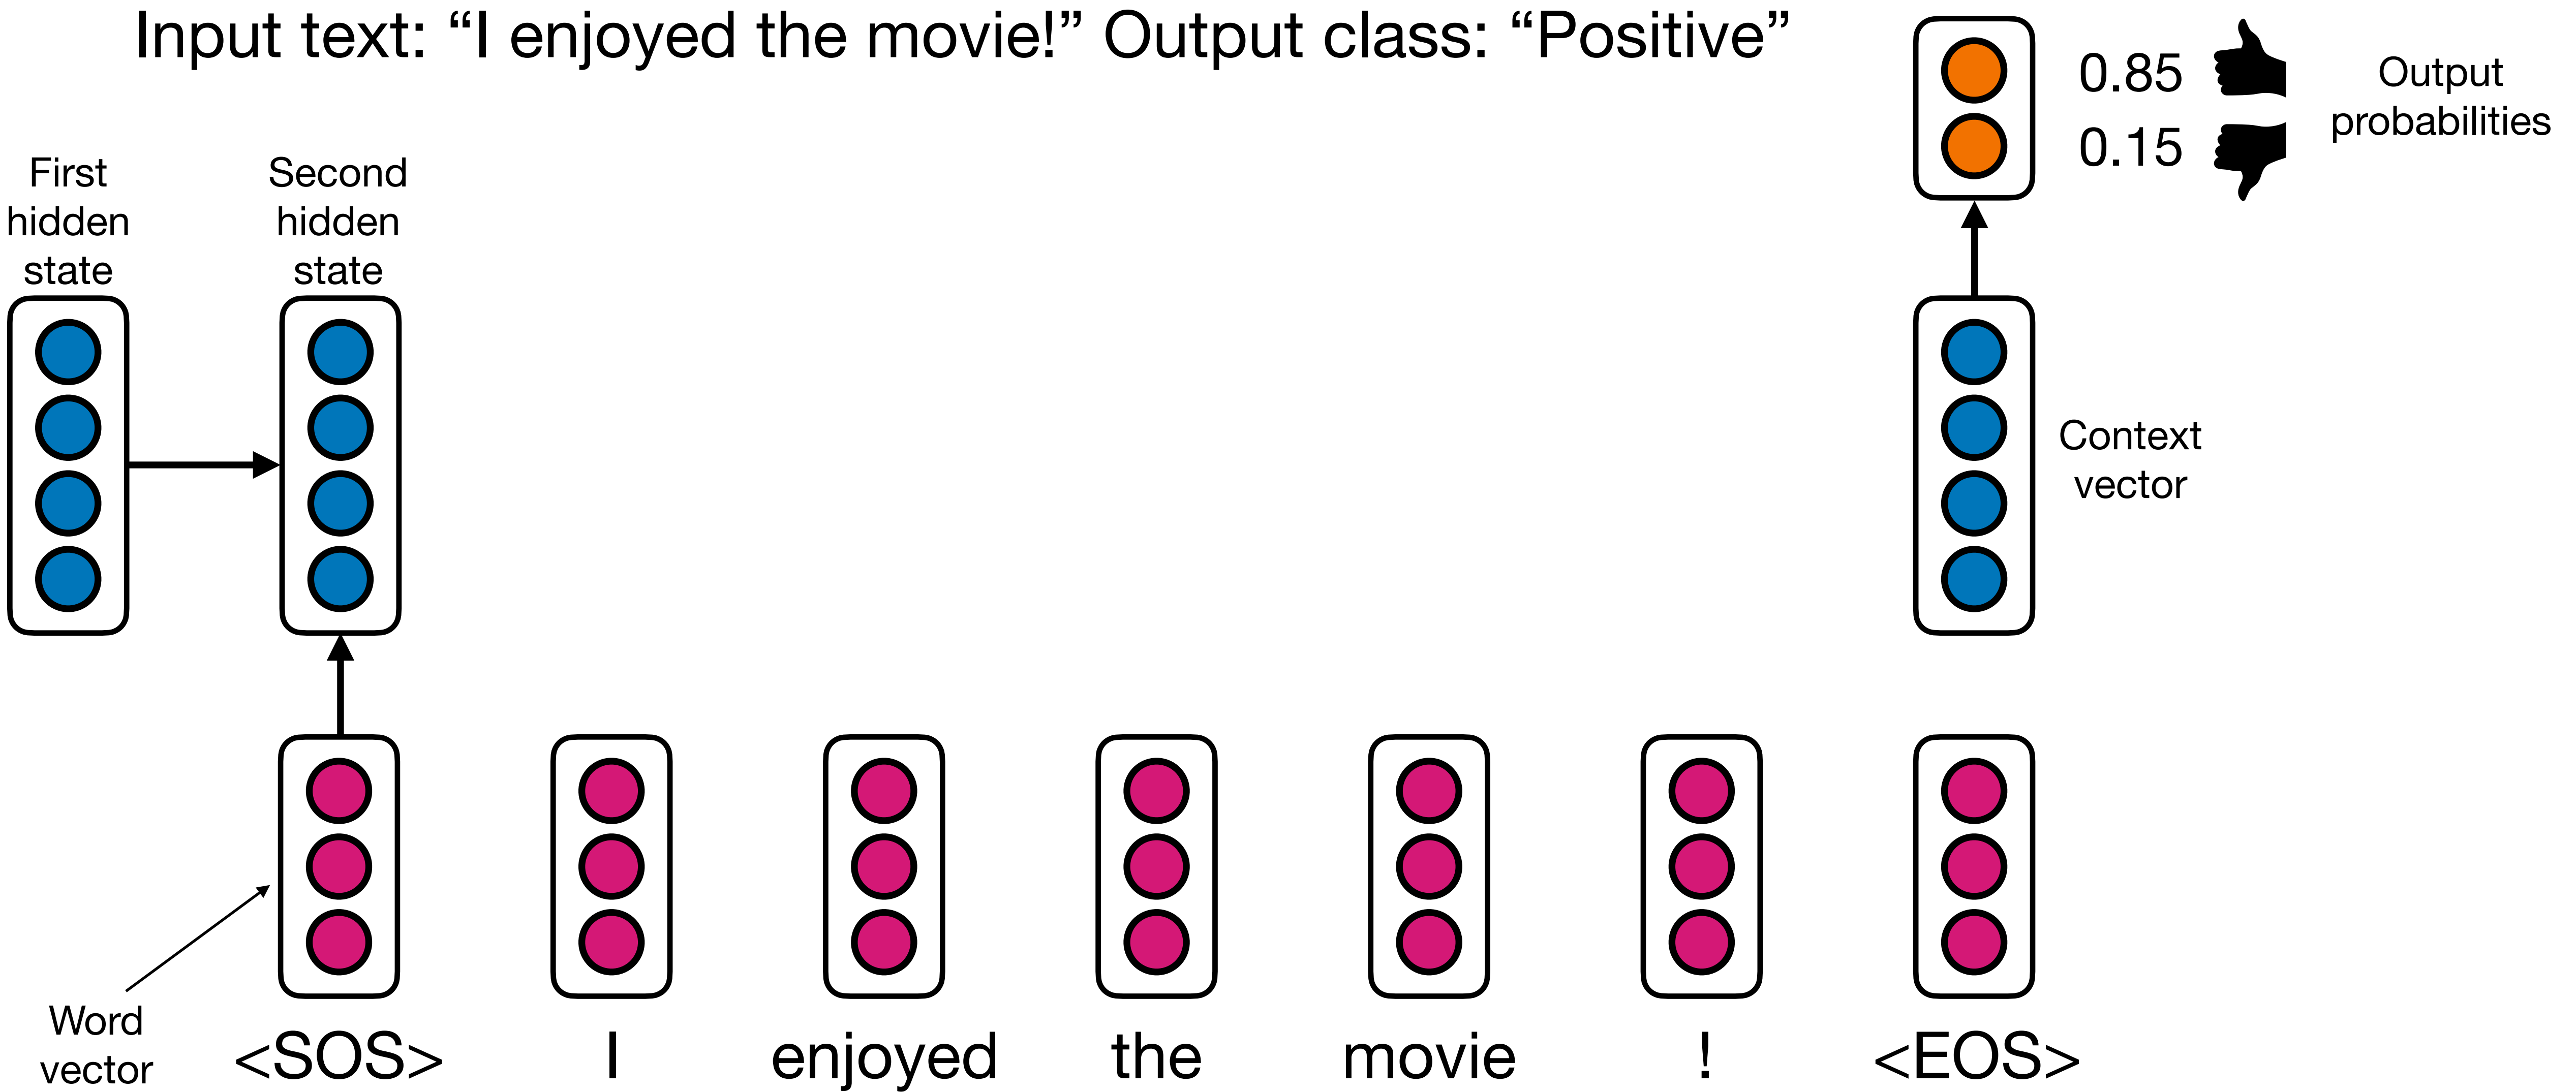 Input text: “I enjoyed the movie!” Output class: “Positive”
0.85
0.15
Output
probabilities
First
hidden
state
Second
hidden
state
Context
vector
Word
vector
<SOS> I enjoyed the movie ! <EOS>